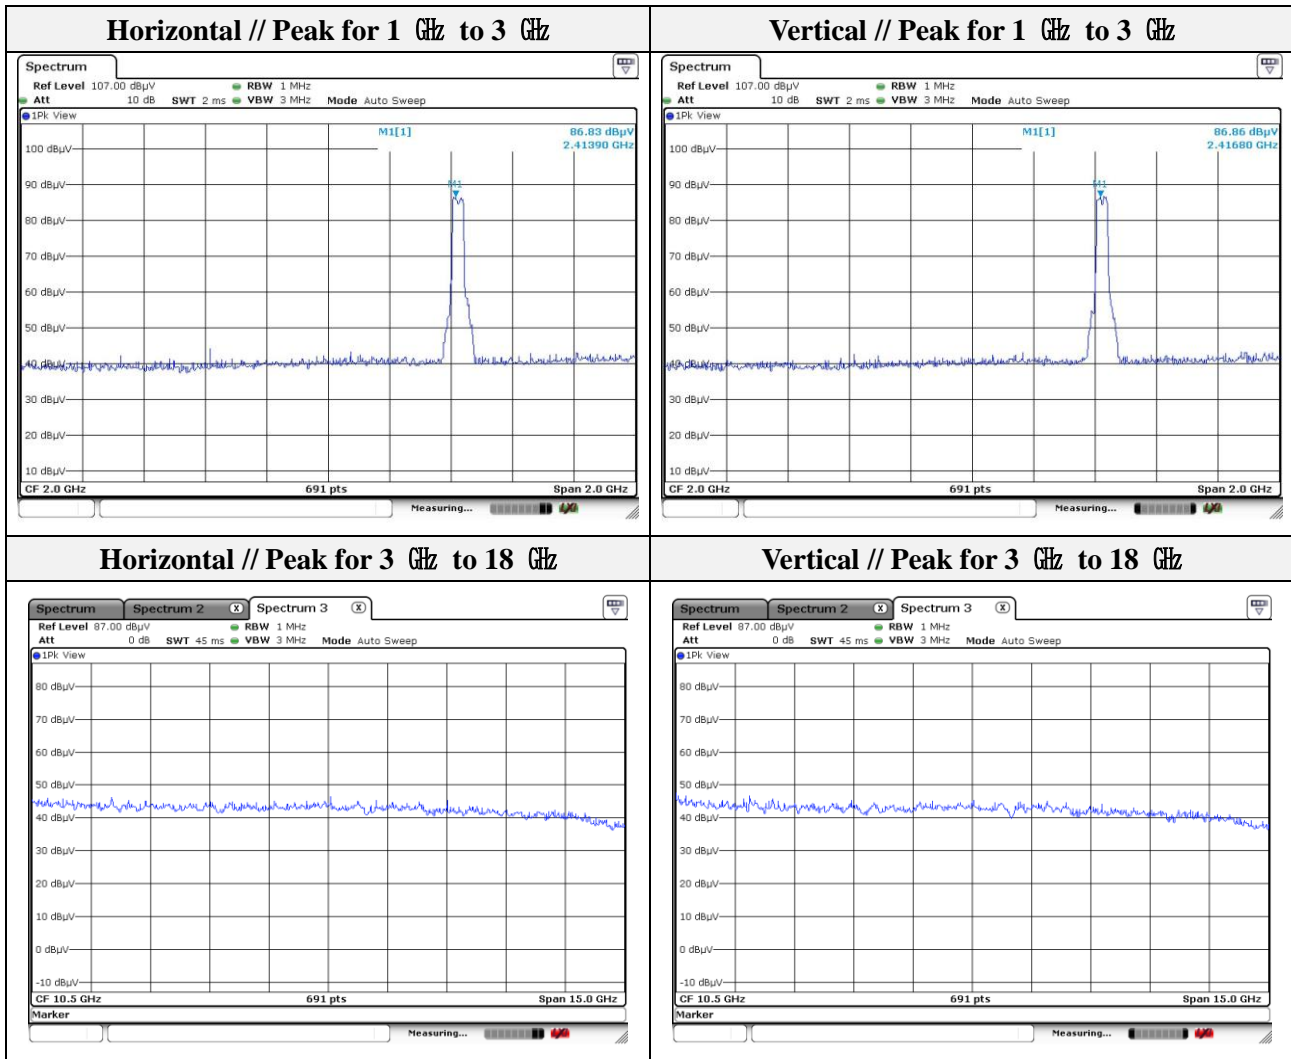 Horizontal // Peak for 1 ㎓ to 3 ㎓
Vertical // Peak for 1 ㎓ to 3 ㎓
Spectrum
Ref Level 107.00 dBµV RBW 1 MHz
Att 10 dB SWT 2 ms VBW 3 MHz Mode Auto Sweep
1Pk View
M1[1] 86.83 dBµV
2.41390 GHz
100 dBµV
90 dBµV
M1
80 dBµV
70 dBµV
60 dBµV
50 dBµV
40 dBµV
30 dBµV
20 dBµV
10 dBµV
CF 2.0 GHz 691 pts Span 2.0 GHz
Measuring...
Spectrum
Ref Level 107.00 dBµV RBW 1 MHz
Att 10 dB SWT 2 ms VBW 3 MHz Mode Auto Sweep
1Pk View
M1[1] 86.86 dBµV
2.41680 GHz
100 dBµV
90 dBµV
M1
80 dBµV
70 dBµV
60 dBµV
50 dBµV
40 dBµV
30 dBµV
20 dBµV
10 dBµV
CF 2.0 GHz 691 pts Span 2.0 GHz
Measuring...
Horizontal // Peak for 3 ㎓ to 18 ㎓
Vertical // Peak for 3 ㎓ to 18 ㎓
Spectrum Spectrum 2 X Spectrum 3 X
Ref Level 87.00 dBµV RBW 1 MHz
Att 0 dB SWT 45 ms VBW 3 MHz Mode Auto Sweep
1Pk View
80 dBµV
70 dBµV
60 dBµV
50 dBµV
40 dBµV
30 dBµV
20 dBµV
10 dBµV
0 dBµV
-10 dBµV
CF 10.5 GHz 691 pts Span 15.0 GHz
Marker
Measuring...
Spectrum Spectrum 2 X Spectrum 3 X
Ref Level 87.00 dBµV RBW 1 MHz
Att 0 dB SWT 45 ms VBW 3 MHz Mode Auto Sweep
1Pk View
80 dBµV
70 dBµV
60 dBµV
50 dBµV
40 dBµV
30 dBµV
20 dBµV
10 dBµV
0 dBµV
-10 dBµV
CF 10.5 GHz 691 pts Span 15.0 GHz
Marker
Measuring...